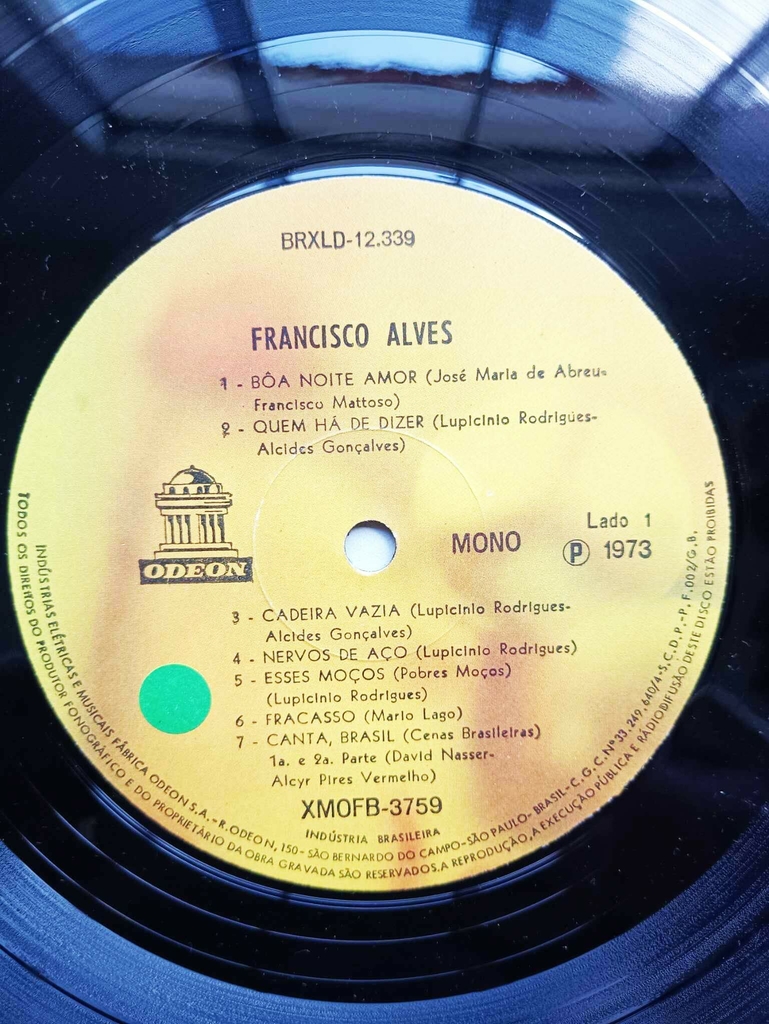 BRXLD-12.339
FRANCISCO ALVES
1 - BÔA NOITE AMOR (José Maria de Abreu-
Francisco Mattoso)
2 - QUEM HÁ DE DIZER (Lupicinio Rodrigues-
Alcides Gonçalves)
ODEON
MONO
Lado 1
Ⓟ 1973
3 - CADEIRA VAZIA (Lupicinio Rodrigues-
Alcides Gonçalves)
4 - NERVOS DE AÇO (Lupicinio Rodrigues)
5 - ESSES MOÇOS (Pobres Moços)
(Lupicinio Rodrigues)
6 - FRACASSO (Mario Lago)
7 - CANTA, BRASIL (Cenas Brasileiras)
1a. e 2a. Parte (David Nasser-
Alcyr Pires Vermelho)
XMOFB-3759
INDÚSTRIA BRASILEIRA
INDÚSTRIAS ELÉTRICAS E MUSICAIS FÁBRICA ODEON S.A.-R.ODEON, 150-SÃO BERNARDO DO CAMPO-SÃO PAULO-BRASIL-C.G.C.Nº33.249.640/4-S.C.D.P.-P.F.002/G.B.
TODOS OS DIREITOS DO PRODUTOR FONOGRÁFICO E DO PROPRIETÁRIO DA OBRA GRAVADA SÃO RESERVADOS.A REPRODUÇÃO,A EXECUÇÃO PÚBLICA E RÁDIODIFUSÃO DESTE DISCO ESTÃO PROIBIDAS